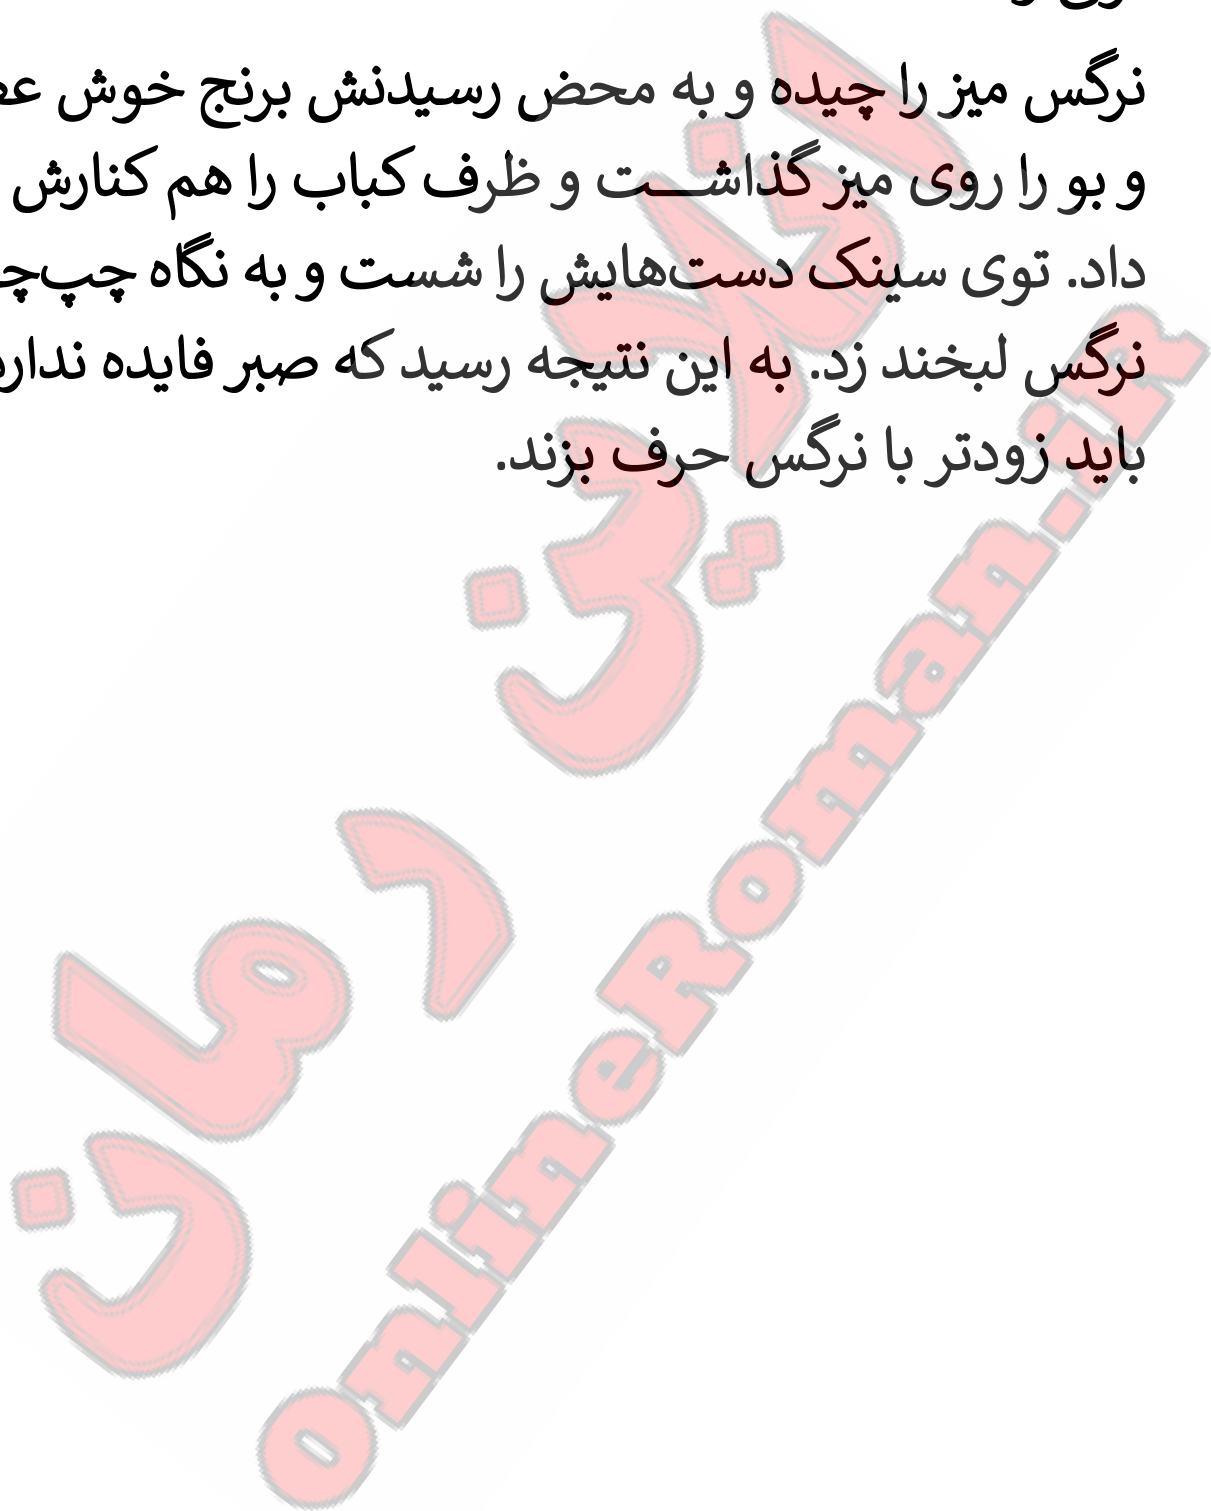 نرگس میز را چیده و به محض رسیدنش برنج خوش
و بو را روی میز گذاشت و ظرف کباب را هم کنارش
داد. توی سینک دست‌هایش را شست و به نگاه
نرگس لبخند زد. به این نتیجه رسید که صبر فایده
باید زودتر با نرگس حرف بزند.
انلاین رمان
onlineRoman.iR